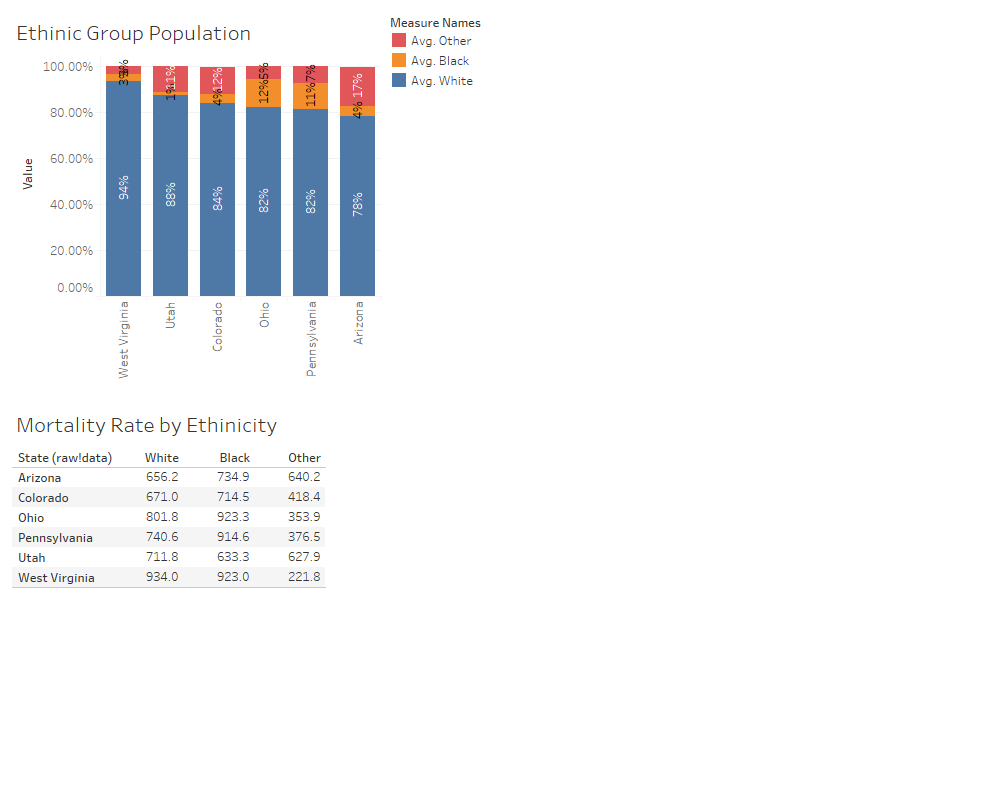 Ethinic Group Population
Measure Names
Avg. Other
Avg. Black
Avg. White
Value
100.00%
80.00%
60.00%
40.00%
20.00%
0.00%
3%
94%
11%
1%
88%
12%
4%
84%
5%
12%
82%
7%
11%
82%
17%
4%
78%
West Virginia
Utah
Colorado
Ohio
Pennsylvania
Arizona
Mortality Rate by Ethinicity
State (raw!data) White Black Other
Arizona 656.2 734.9 640.2
Colorado 671.0 714.5 418.4
Ohio 801.8 923.3 353.9
Pennsylvania 740.6 914.6 376.5
Utah 711.8 633.3 627.9
West Virginia 934.0 923.0 221.8